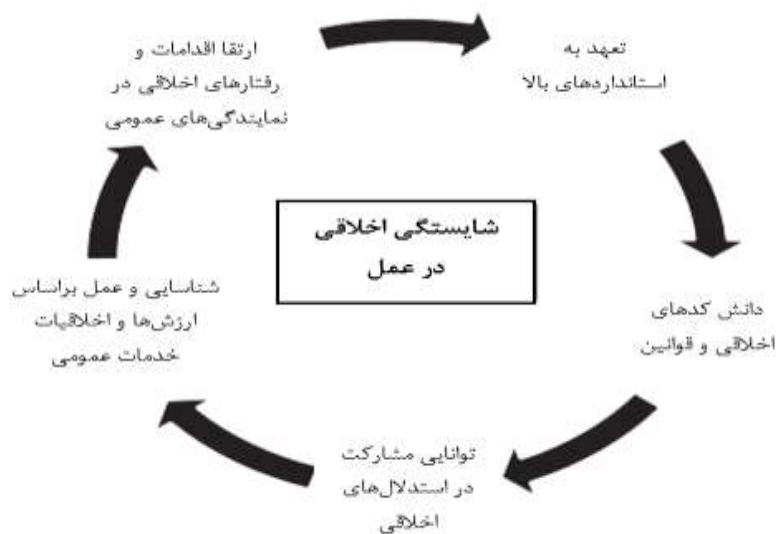 تعهد به
استانداردهای بالا
دانش کدهای
اخلاقی و قوانین
توانایی مشارکت
در استدلال‌های
اخلاقی
شناسایی و عمل براساس
ارزش‌ها و اخلاقیات
خدمات عمومی
ارتقا اقدامات و
رفتارهای اخلاقی در
نمایندگی‌های عمومی
شایستگی اخلاقی
در عمل